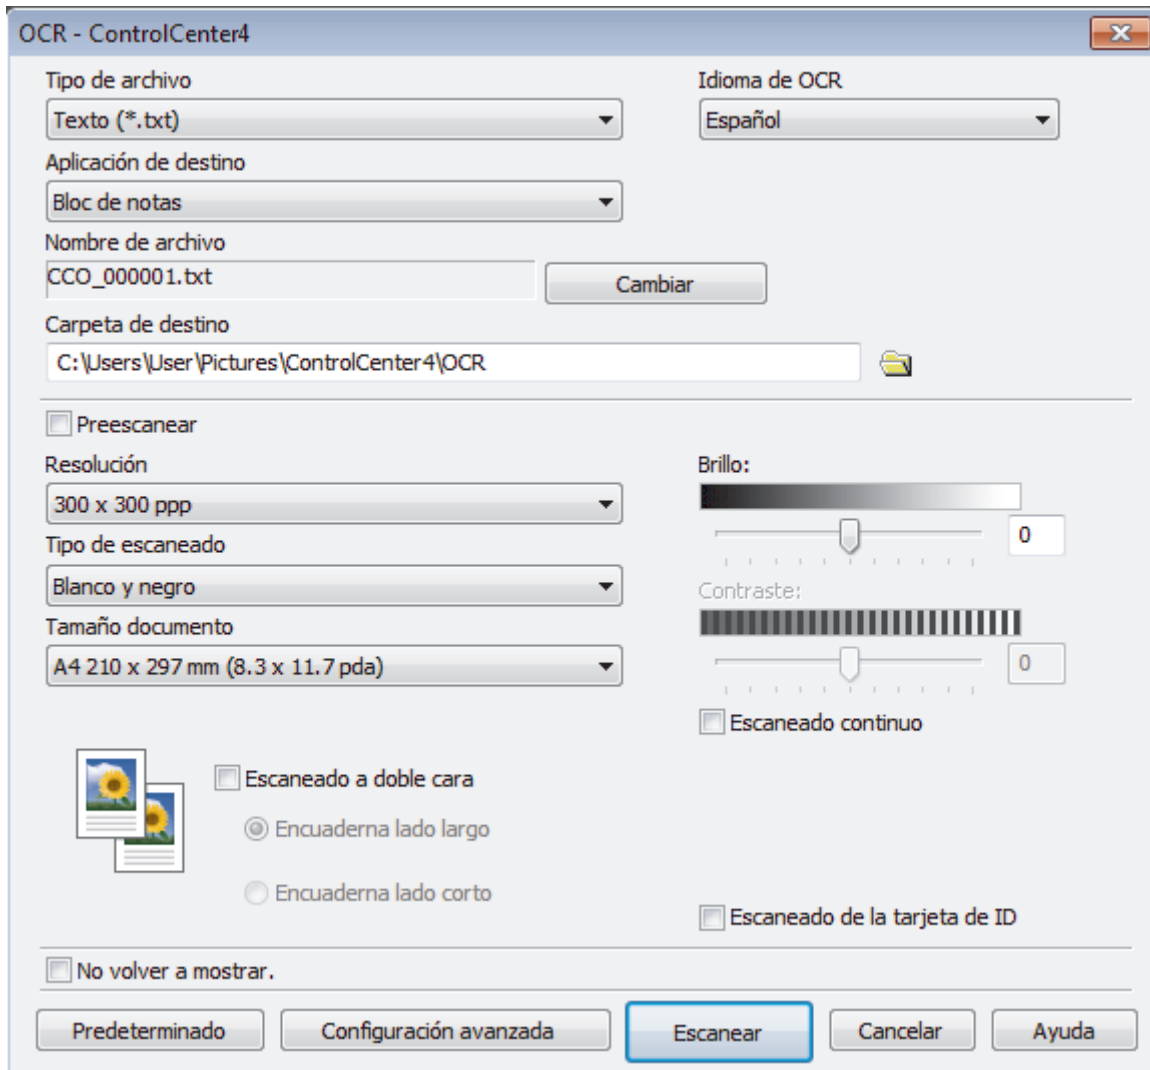 OCR - ControlCenter4
Tipo de archivo
Idioma de OCR
Texto (*.txt)
Español
Aplicación de destino
Bloc de notas
Nombre de archivo
CCO_000001.txt
Cambiar
Carpeta de destino
C:\Users\User\Pictures\ControlCenter4\OCR
Preescanear
Resolución
Brillo:
300 x 300 ppp
0
Tipo de escaneado
Blanco y negro
Contraste:
Tamaño documento
A4 210 x 297 mm (8.3 x 11.7 pda)
0
Escaneado continuo
Escaneado a doble cara
Encuaderna lado largo
Encuaderna lado corto
Escaneado de la tarjeta de ID
No volver a mostrar.
Predeterminado
Configuración avanzada
Escanear
Cancelar
Ayuda